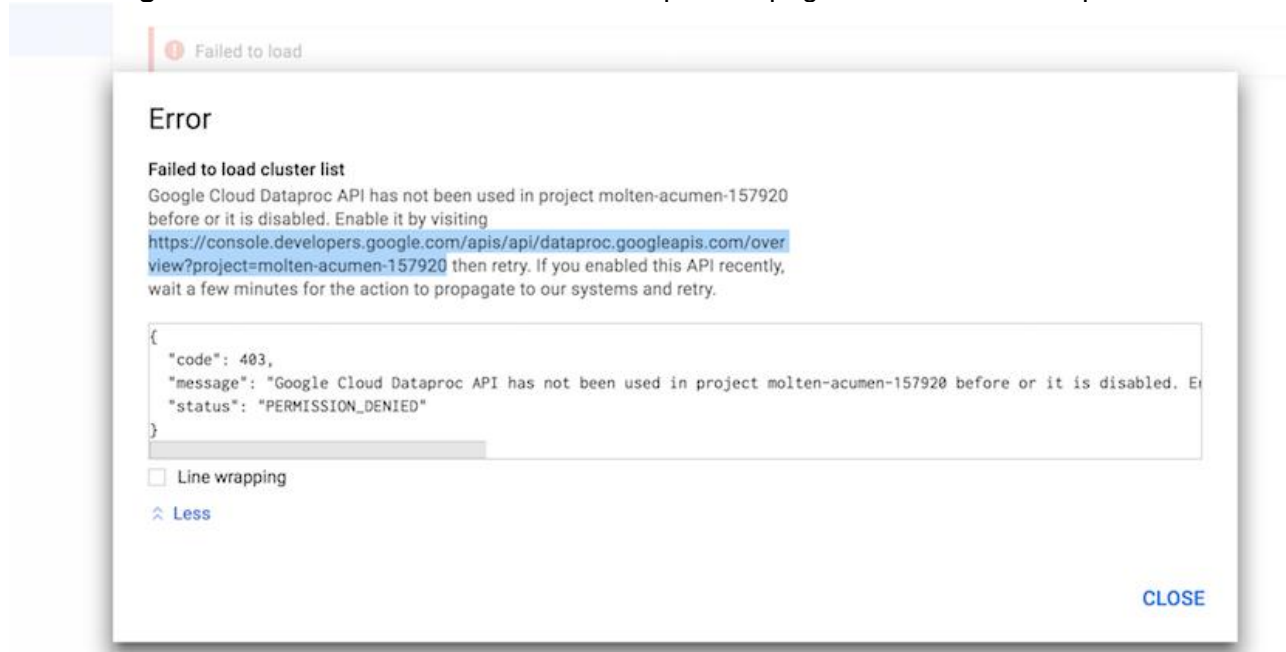 Failed to load
Error
Failed to load cluster list
Google Cloud Dataproc API has not been used in project molten-acumen-157920
before or it is disabled. Enable it by visiting
https://console.developers.google.com/apis/api/dataproc.googleapis.com/over
view?project=molten-acumen-157920 then retry. If you enabled this API recently,
wait a few minutes for the action to propagate to our systems and retry.
{
"code": 403,
"message": "Google Cloud Dataproc API has not been used in project molten-acumen-157920 before or it is disabled.
"status": "PERMISSION_DENIED"
}
Line wrapping
Less
CLOSE